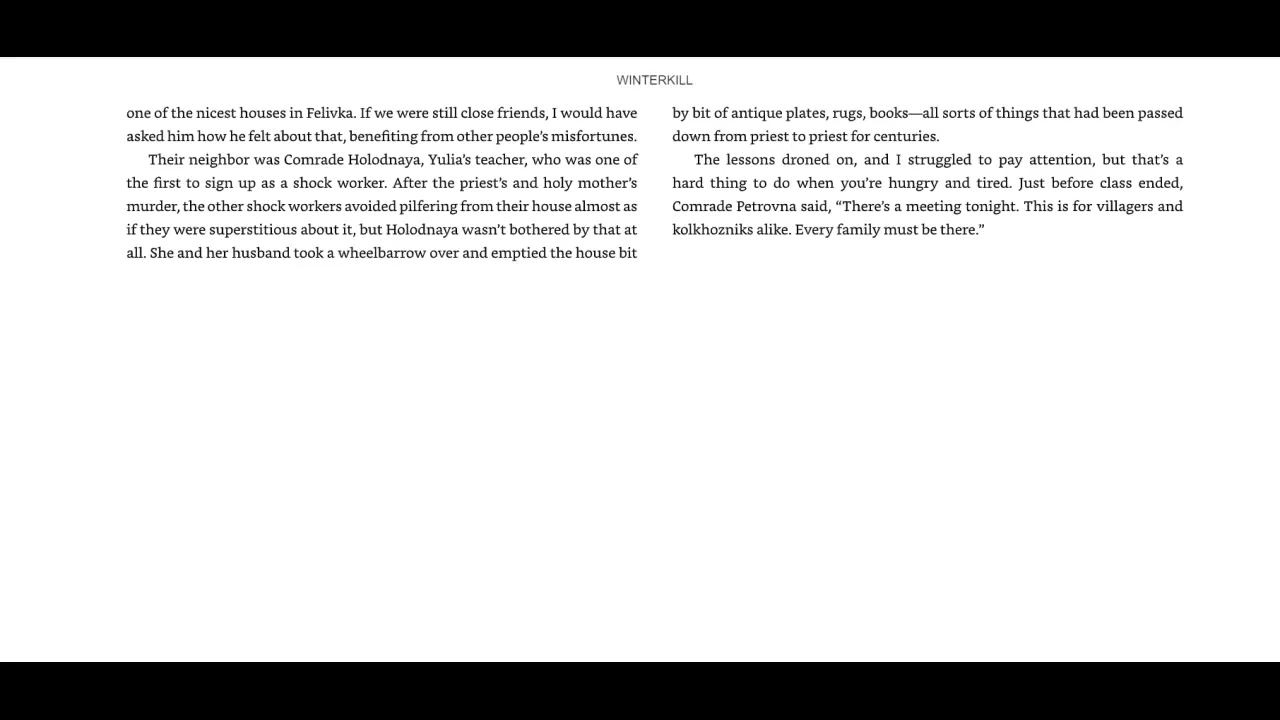 WINTERKILL
one of the nicest houses in Felivka. If we were still close friends, I would have
asked him how he felt about that, benefiting from other people’s misfortunes.
Their neighbor was Comrade Holodnaya, Yulia’s teacher, who was one of
the first to sign up as a shock worker. After the priest’s and holy mother’s
murder, the other shock workers avoided pilfering from their house almost as
if they were superstitious about it, but Holodnaya wasn’t bothered by that at
all. She and her husband took a wheelbarrow over and emptied the house bit
by bit of antique plates, rugs, books—all sorts of things that had been passed
down from priest to priest for centuries.
The lessons droned on, and I struggled to pay attention, but that’s a
hard thing to do when you’re hungry and tired. Just before class ended,
Comrade Petrovna said, “There’s a meeting tonight. This is for villagers and
kolkhozniks alike. Every family must be there.”